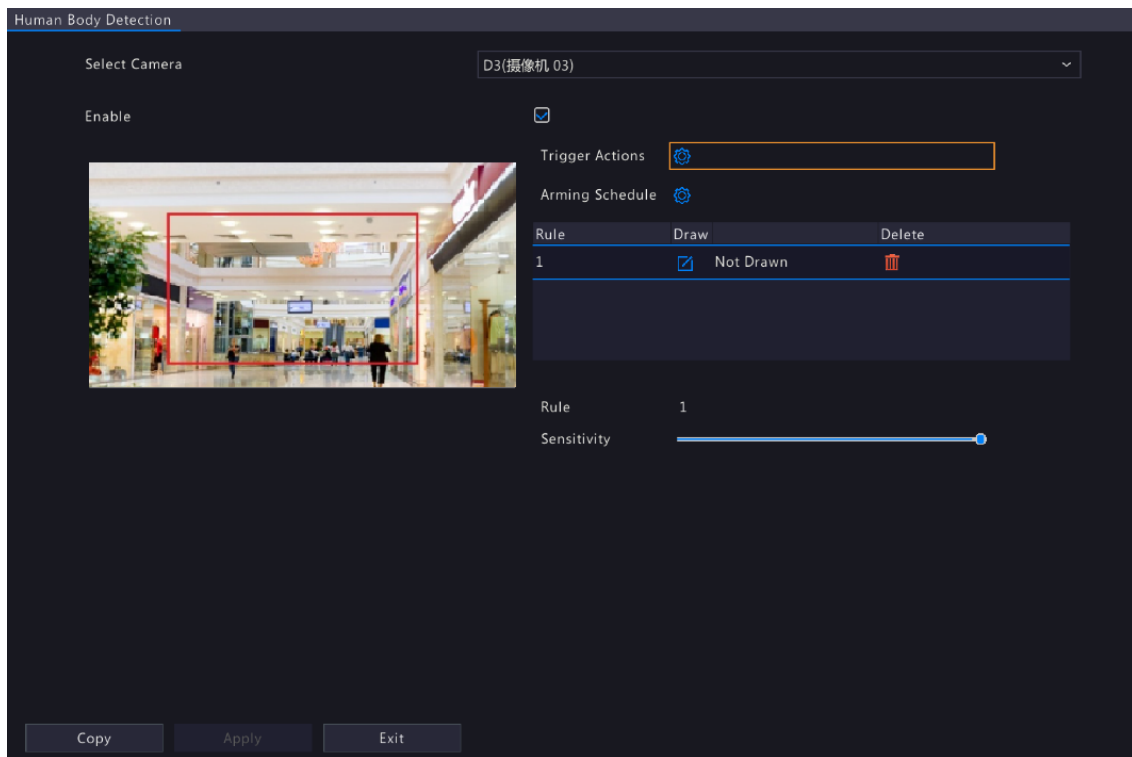 Human Body Detection
Select Camera D3(摄像机 03)
Enable
Trigger Actions
Arming Schedule
Rule Draw Delete
1 Not Drawn
Rule 1
Sensitivity
Copy Apply Exit